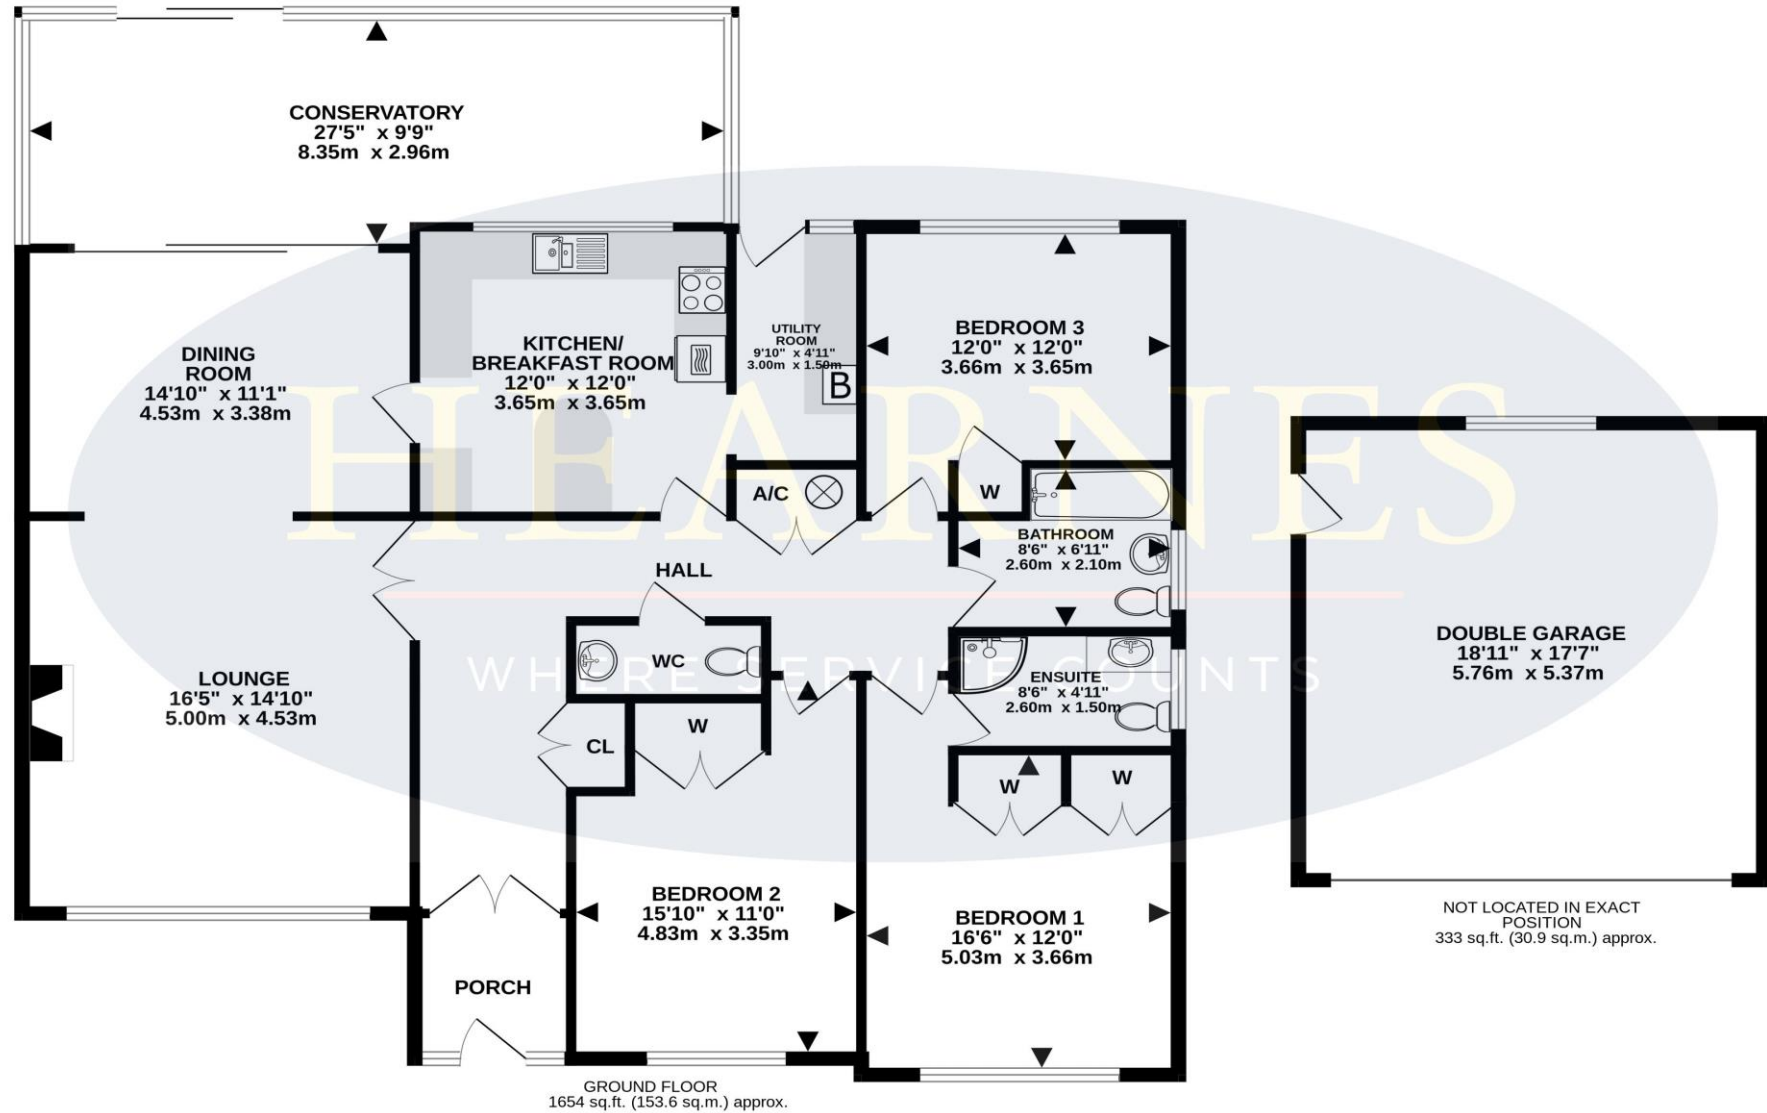 CONSERVATORY
27'5" x 9'9"
8.35m x 2.96m
DINING
ROOM
14'10" x 11'1"
4.53m x 3.38m
KITCHEN/
BREAKFAST ROOM
12'0" x 12'0"
3.65m x 3.65m
UTILITY
ROOM
9'10" x 4'11"
3.00m x 1.50m
B
BEDROOM 3
12'0" x 12'0"
3.66m x 3.65m
HEARNES
A/C
W
BATHROOM
8'6" x 6'11"
2.60m x 2.10m
HALL
WC
WHERE SERVICE COUNTS
ENSUITE
8'6" x 4'11"
2.60m x 1.50m
LOUNGE
16'5" x 14'10"
5.00m x 4.53m
CL
W
W
W
BEDROOM 2
15'10" x 11'0"
4.83m x 3.35m
BEDROOM 1
16'6" x 12'0"
5.03m x 3.66m
PORCH
DOUBLE GARAGE
18'11" x 17'7"
5.76m x 5.37m
NOT LOCATED IN EXACT
POSITION
333 sq.ft. (30.9 sq.m.) approx.
GROUND FLOOR
1654 sq.ft. (153.6 sq.m.) approx.